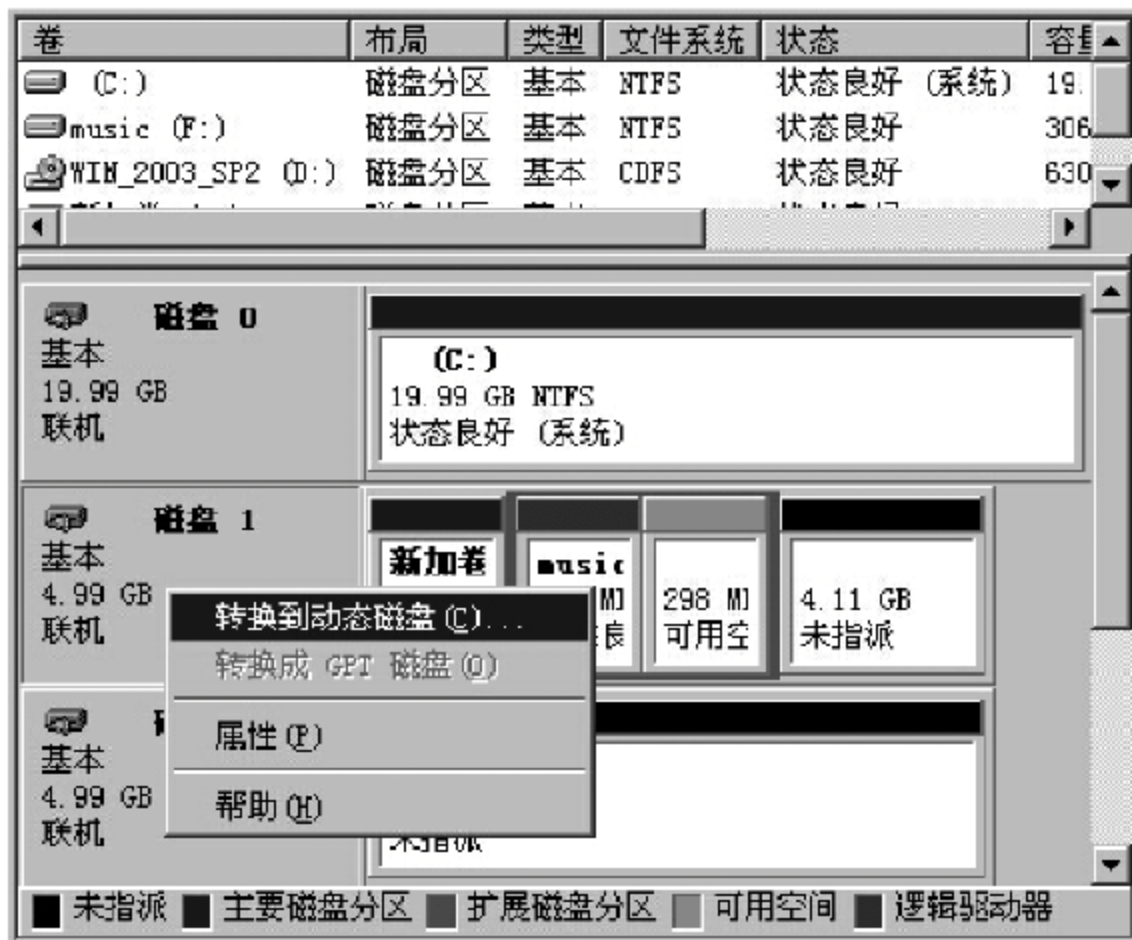 卷 布局 类型 文件系统 状态
(C:) 磁盘分区 基本 NTFS 状态良好 (系统) 19.
music (F:) 磁盘分区 基本 NTFS 状态良好 306
WIN_2003_SP2 (D:) 磁盘分区 基本 CDFS 状态良好 630
磁盘 0
基本
19.99 GB
联机
(C:)
19.99 GB NTFS
状态良好 (系统)
磁盘 1
基本
4.99 GB
联机
新加卷
music
298 M
可用空
4.11 GB
未指派
转换到动态磁盘(C)...
转换成 GPT 磁盘(O)
属性(P)
帮助(H)
基本
4.99 GB
联机
未指派
未指派 主要磁盘分区 扩展磁盘分区 可用空间 逻辑驱动器